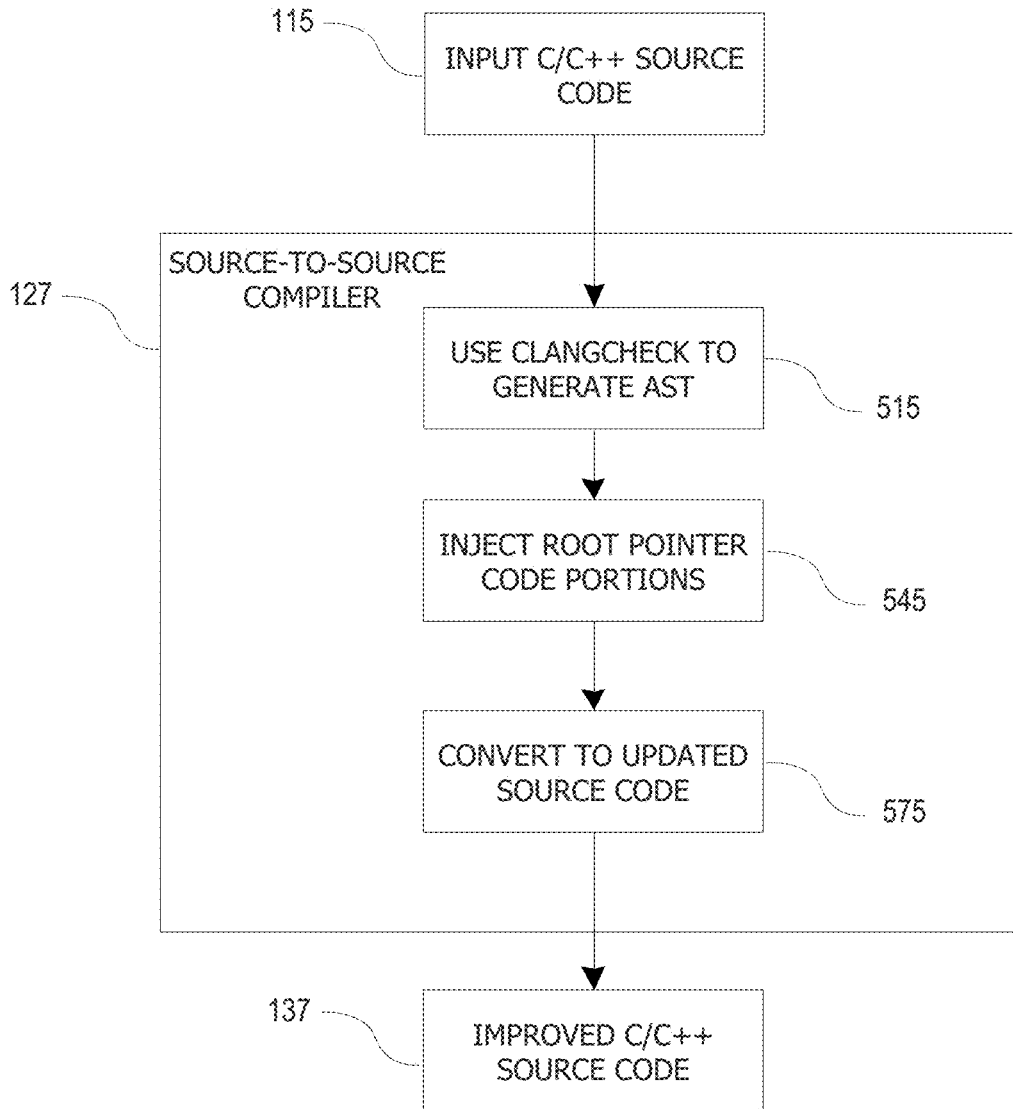 115
INPUT C/C++ SOURCE
CODE
SOURCE-TO-SOURCE
COMPILER
127
USE CLANGCHECK TO
GENERATE AST
515
INJECT ROOT POINTER
CODE PORTIONS
545
CONVERT TO UPDATED
SOURCE CODE
575
137
IMPROVED C/C++
SOURCE CODE